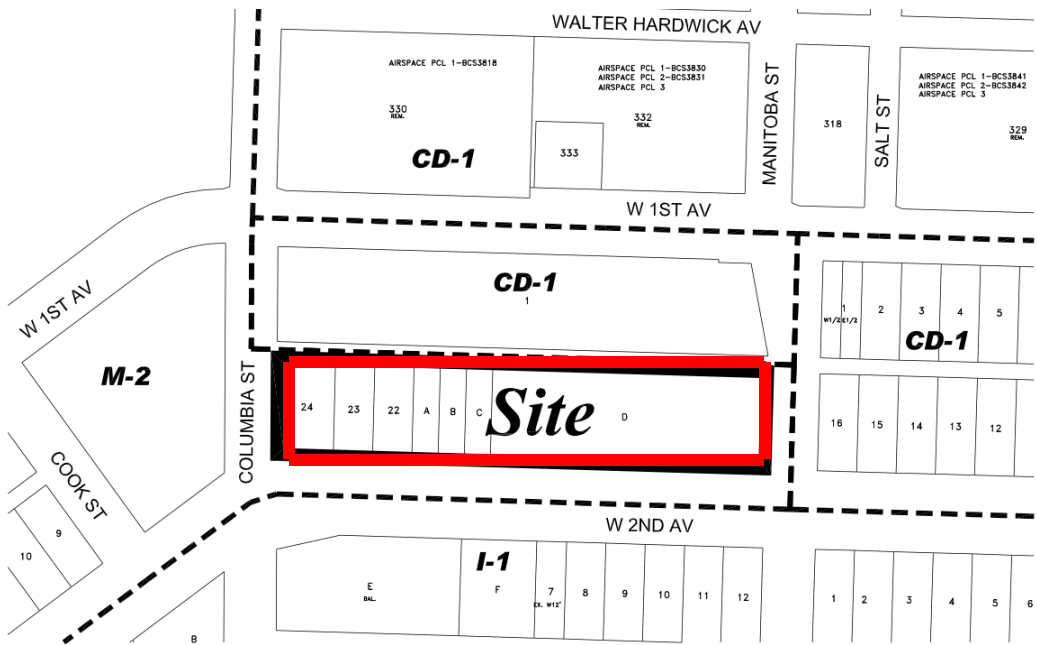 WALTER HARDWICK AV
AIRSPACE PCL 1-BCS3818
330
REM.
CD-1
AIRSPACE PCL 1-BCS3830
AIRSPACE PCL 2-BCS3831
AIRSPACE PCL 3
332
REM.
333
MANITOBA ST
318
SALT ST
AIRSPACE PCL 1-BCS3841
AIRSPACE PCL 2-BCS3842
AIRSPACE PCL 3
329
REM.
W 1ST AV
W 1ST AV
CD-1
1
1
W1/2 E1/2
2
3
4
5
CD-1
M-2
COLUMBIA ST
24
23
22
A
B
C
Site
D
16
15
14
13
12
COOK ST
9
10
W 2ND AV
I-1
E
BAL.
F
7
EX. W12'
8
9
10
11
12
1
2
3
4
5
6
B